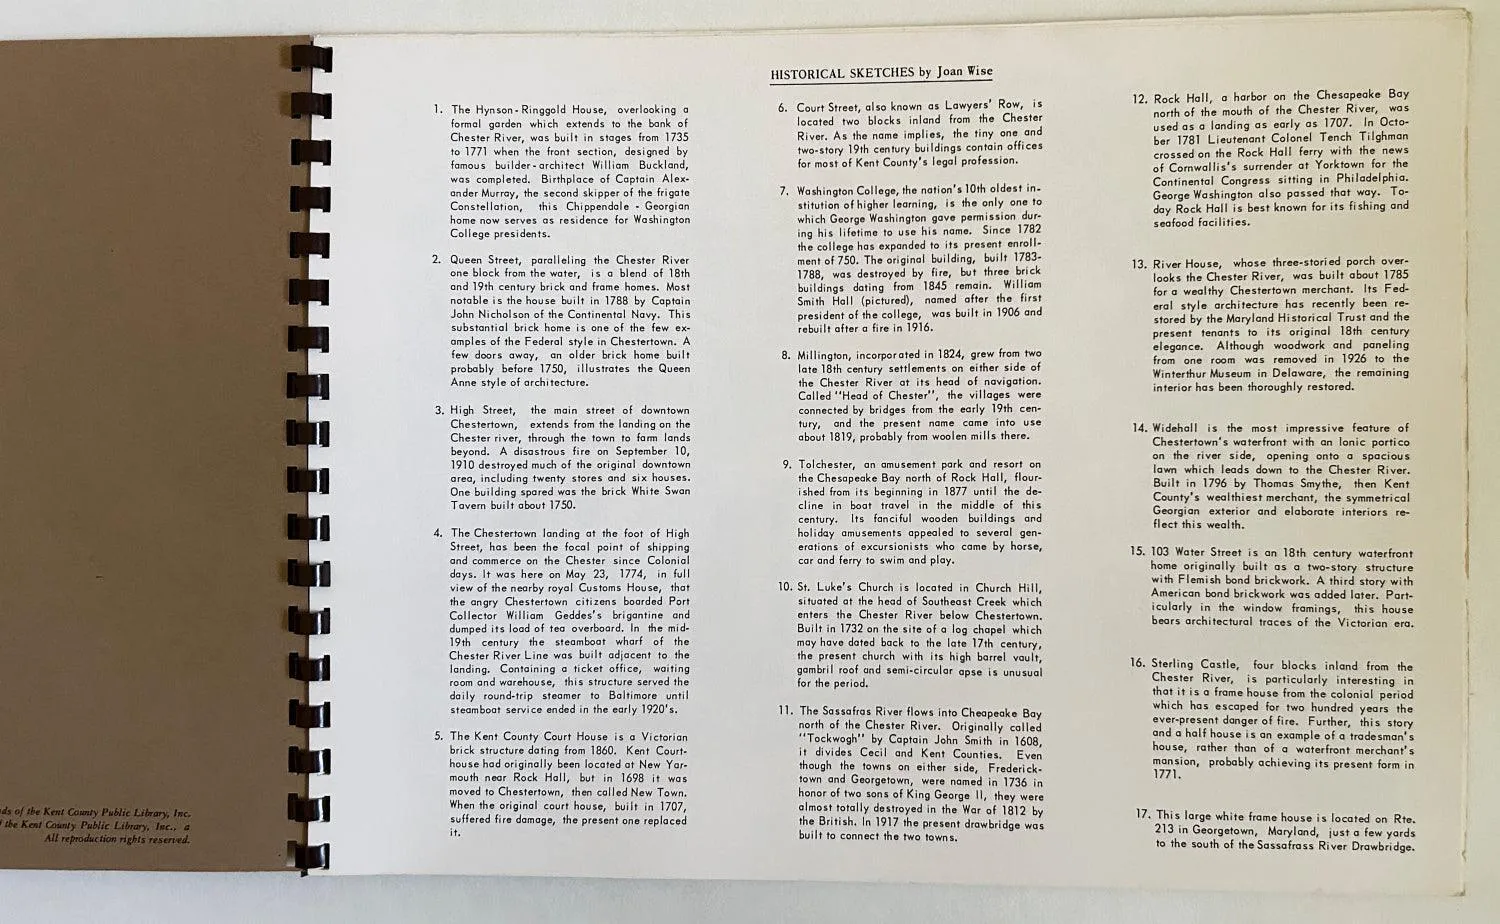 ds of the Kent County Public Library, Inc.
the Kent County Public Library, Inc., a
All reproduction rights reserved.
HISTORICAL SKETCHES by Joan Wise
1. The Hynson-Ringgold House, overlooking a
formal garden which extends to the bank of
Chester River, was built in stages from 1735
to 1771 when the front section, designed by
famous builder-architect William Buckland,
was completed. Birthplace of Captain Alex-
ander Murray, the second skipper of the frigate
Constellation, this Chippendale - Georgian
home now serves as residence for Washington
College presidents.
2. Queen Street, paralleling the Chester River
one block from the water, is a blend of 18th
and 19th century brick and frame homes. Most
notable is the house built in 1788 by Captain
John Nicholson of the Continental Navy. This
substantial brick home is one of the few ex-
amples of the Federal style in Chestertown. A
few doors away, an older brick home built
probably before 1750, illustrates the Queen
Anne style of architecture.
3. High Street, the main street of downtown
Chestertown, extends from the landing on the
Chester river, through the town to farm lands
beyond. A disastrous fire on September 10,
1910 destroyed much of the original downtown
area, including twenty stores and six houses.
One building spared was the brick White Swan
Tavern built about 1750.
4. The Chestertown landing at the foot of High
Street, has been the focal point of shipping
and commerce on the Chester since Colonial
days. It was here on May 23, 1774, in full
view of the nearby royal Customs House, that
the angry Chestertown citizens boarded Port
Collector William Geddes's brigantine and
dumped its load of tea overboard. In the mid-
19th century the steamboat wharf of the
Chester River Line was built adjacent to the
landing. Containing a ticket office, waiting
room and warehouse, this structure served the
daily round-trip steamer to Baltimore until
steamboat service ended in the early 1920's.
5. The Kent County Court House is a Victorian
brick structure dating from 1860. Kent Court-
house had originally been located at New Yar-
mouth near Rock Hall, but in 1698 it was
moved to Chestertown, then called New Town.
When the original court house, built in 1707,
suffered fire damage, the present one replaced
it.
6. Court Street, also known as Lawyers' Row, is
located two blocks inland from the Chester
River. As the name implies, the tiny one and
two-story 19th century buildings contain offices
for most of Kent County's legal profession.
7. Washington College, the nation's 10th oldest in-
stitution of higher learning, is the only one to
which George Washington gave permission dur-
ing his lifetime to use his name. Since 1782
the college has expanded to its present enroll-
ment of 750. The original building, built 1783-
1788, was destroyed by fire, but three brick
buildings dating from 1845 remain. William
Smith Hall (pictured), named after the first
president of the college, was built in 1906 and
rebuilt after a fire in 1916.
8. Millington, incorporated in 1824, grew from two
late 18th century settlements on either side of
the Chester River at its head of navigation.
Called "Head of Chester", the villages were
connected by bridges from the early 19th cen-
tury, and the present name came into use
about 1819, probably from woolen mills there.
9. Tolchester, an amusement park and resort on
the Chesapeake Bay north of Rock Hall, flour-
ished from its beginning in 1877 until the de-
cline in boat travel in the middle of this
century. Its fanciful wooden buildings and
holiday amusements appealed to several gen-
erations of excursionists who came by horse,
car and ferry to swim and play.
10. St. Luke's Church is located in Church Hill,
situated at the head of Southeast Creek which
enters the Chester River below Chestertown.
Built in 1732 on the site of a log chapel which
may have dated back to the late 17th century,
the present church with its high barrel vault,
gambril roof and semi-circular apse is unusual
for the period.
11. The Sassafras River flows into Cheapeake Bay
north of the Chester River. Originally called
"Tockwogh" by Captain John Smith in 1608,
it divides Cecil and Kent Counties. Even
though the towns on either side, Frederick-
town and Georgetown, were named in 1736 in
honor of two sons of King George II, they were
almost totally destroyed in the War of 1812 by
the British. In 1917 the present drawbridge was
built to connect the two towns.
12. Rock Hall, a harbor on the Chesapeake Bay
north of the mouth of the Chester River, was
used as a landing as early as 1707. In Octo-
ber 1781 Lieutenant Colonel Tench Tilghman
crossed on the Rock Hall ferry with the news
of Cornwallis's surrender at Yorktown for the
Continental Congress sitting in Philadelphia.
George Washington also passed that way. To-
day Rock Hall is best known for its fishing and
seafood facilities.
13. River House, whose three-storied porch over-
looks the Chester River, was built about 1785
for a wealthy Chestertown merchant. Its Fed-
eral style architecture has recently been re-
stored by the Maryland Historical Trust and the
present tenants to its original 18th century
elegance. Although woodwork and paneling
from one room was removed in 1926 to the
Winterthur Museum in Delaware, the remaining
interior has been thoroughly restored.
14. Widehall is the most impressive feature of
Chestertown's waterfront with an Ionic portico
on the river side, opening onto a spacious
lawn which leads down to the Chester River.
Built in 1796 by Thomas Smythe, then Kent
County's wealthiest merchant, the symmetrical
Georgian exterior and elaborate interiors re-
flect this wealth.
15. 103 Water Street is an 18th century waterfront
home originally built as a two-story structure
with Flemish bond brickwork. A third story with
American bond brickwork was added later. Part-
icularly in the window framings, this house
bears architectural traces of the Victorian era.
16. Sterling Castle, four blocks inland from the
Chester River, is particularly interesting in
that it is a frame house from the colonial period
which has escaped for two hundred years the
ever-present danger of fire. Further, this story
and a half house is an example of a tradesman's
house, rather than of a waterfront merchant's
mansion, probably achieving its present form in
1771.
17. This large white frame house is located on Rte.
213 in Georgetown, Maryland, just a few yards
to the south of the Sassafrass River Drawbridge.